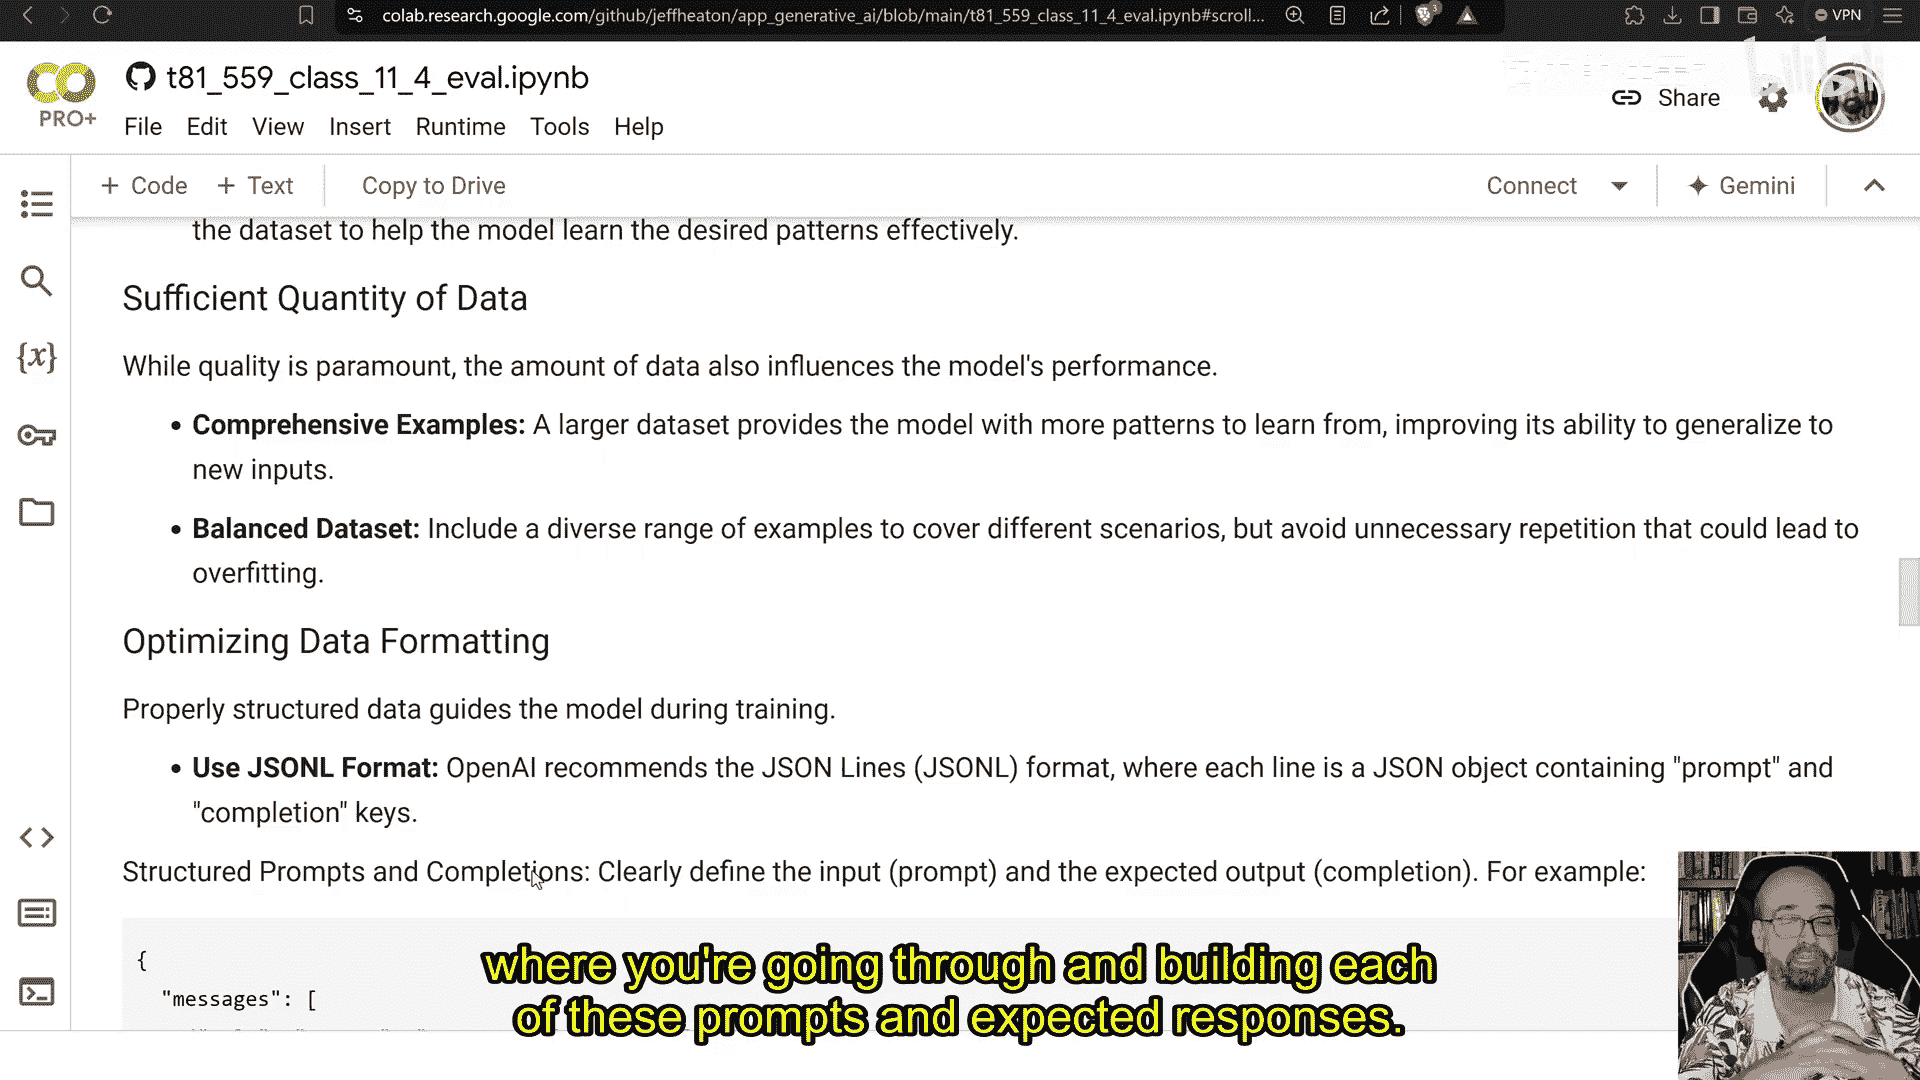 colab.research.google.com/github/jeffheaton/app_generative_ai/blob/main/t81_559_class_11_4_eval.ipynb#scroll...
3
VPN
t81_559_class_11_4_eval.ipynb
PRO+
File Edit View Insert Runtime Tools Help
Share
bilibili
+ Code + Text Copy to Drive
Connect
Gemini
the dataset to help the model learn the desired patterns effectively.
Sufficient Quantity of Data
While quality is paramount, the amount of data also influences the model's performance.
• Comprehensive Examples: A larger dataset provides the model with more patterns to learn from, improving its ability to generalize to
new inputs.
• Balanced Dataset: Include a diverse range of examples to cover different scenarios, but avoid unnecessary repetition that could lead to
overfitting.
Optimizing Data Formatting
Properly structured data guides the model during training.
• Use JSONL Format: OpenAI recommends the JSON Lines (JSONL) format, where each line is a JSON object containing "prompt" and
"completion" keys.
Structured Prompts and Completions: Clearly define the input (prompt) and the expected output (completion). For example:
{
"messages": [
where you're going through and building each
of these prompts and expected responses.